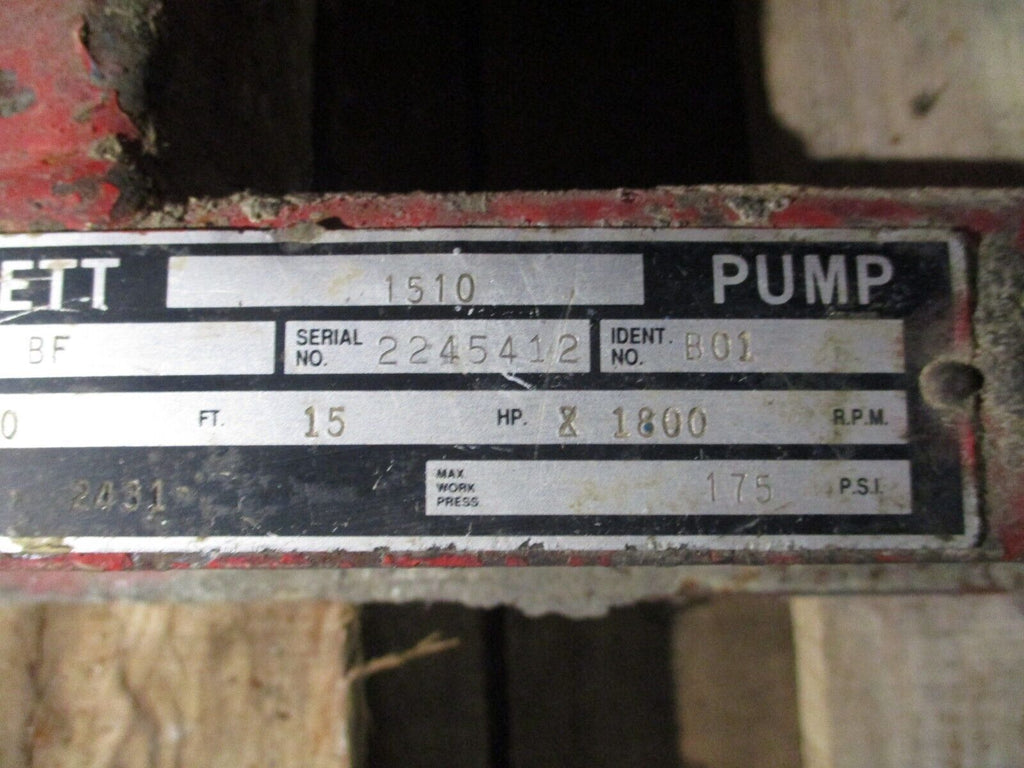 ETT 1510 PUMP
BF SERIAL NO. 2245412 IDENT. NO. B01
0 FT. 15 HP. X 1800 R.P.M.
2431 MAX WORK PRESS 175 P.S.I.